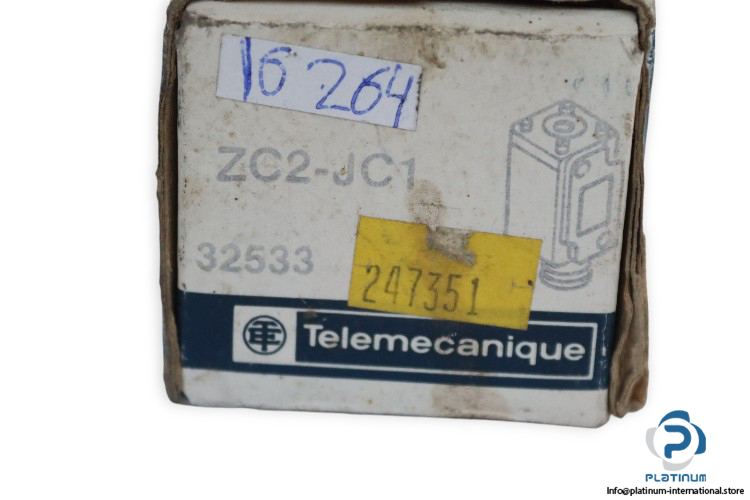 16 264
ZC2-JC1
32533
247351
Telemecanique
PLATINUM
Info@platinum-international.store